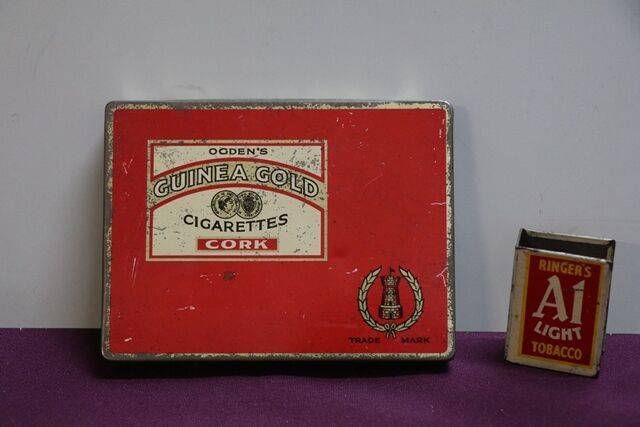 OGDEN'S
GUINEA GOLD
CIGARETTES
CORK
TRADE MARK
RINGER'S
A1
LIGHT
TOBACCO